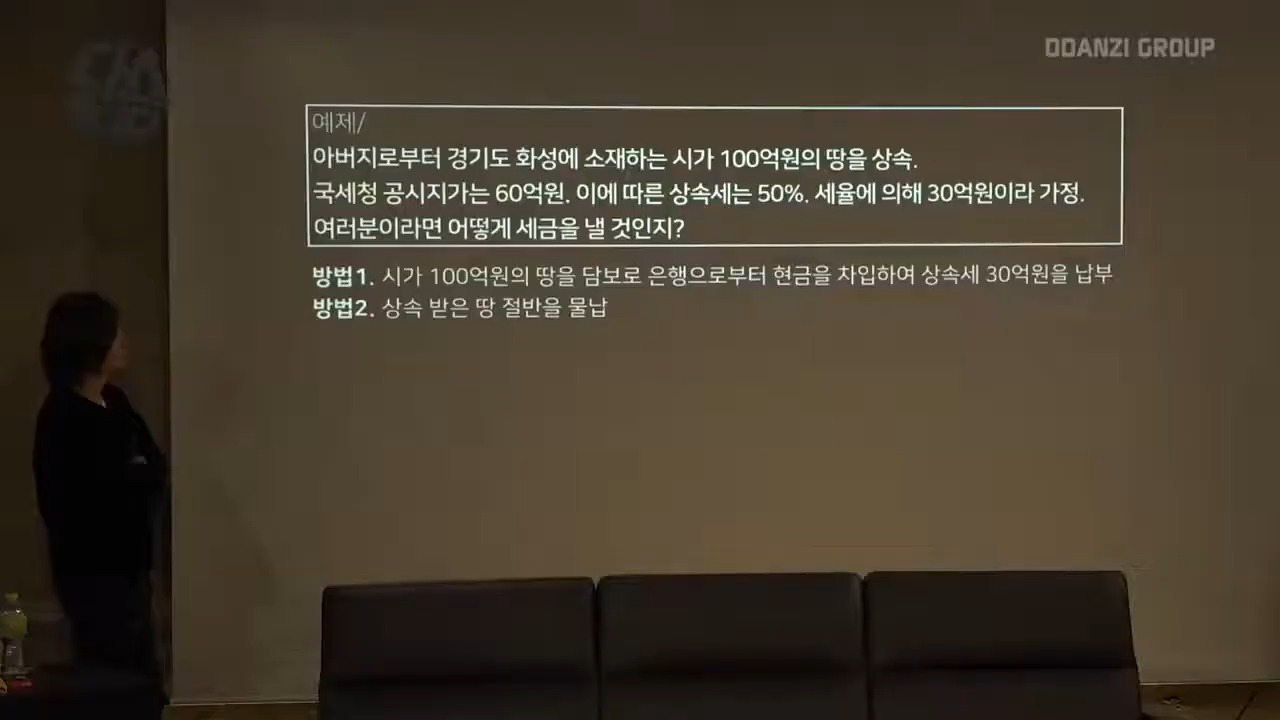 DDANZI GROUP
예제/
아버지로부터 경기도 화성에 소재하는 시가 100억원의 땅을 상속.
국세청 공시지가는 60억원. 이에 따른 상속세는 50%. 세율에 의해 30억원이라 가정.
여러분이라면 어떻게 세금을 낼 것인지?
방법1. 시가 100억원의 땅을 담보로 은행으로부터 현금을 차입하여 상속세 30억원을 납부
방법2. 상속 받은 땅 절반을 물납